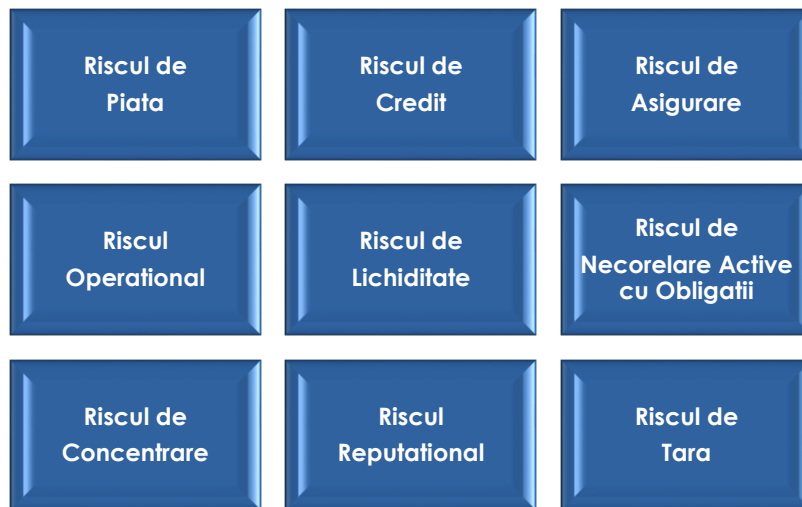 Riscul de
Piata
Riscul de
Credit
Riscul de
Asigurare
Riscul
Operational
Riscul de
Lichiditate
Riscul de
Necorelare Active
cu Obligatii
Riscul de
Concentrare
Riscul
Reputational
Riscul de
Tara